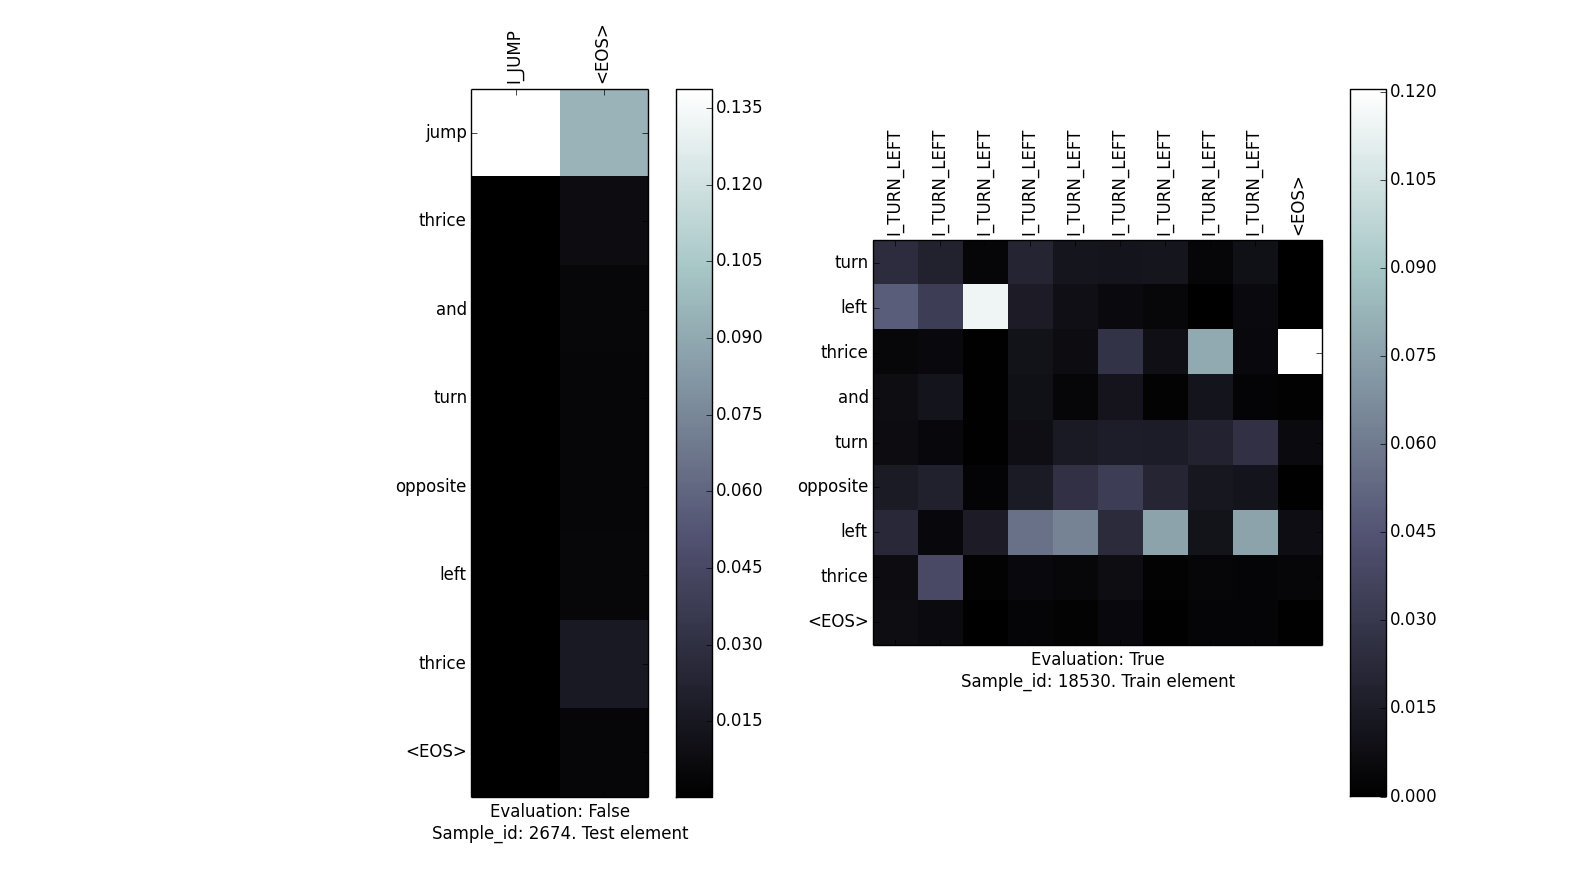 I_JUMP
<EOS>
jump
thrice
and
turn
opposite
left
thrice
<EOS>
0.135
0.120
0.105
0.090
0.075
0.060
0.045
0.030
0.015
Evaluation: False
Sample_id: 2674. Test element
I_TURN_LEFT
I_TURN_LEFT
I_TURN_LEFT
I_TURN_LEFT
I_TURN_LEFT
I_TURN_LEFT
I_TURN_LEFT
I_TURN_LEFT
I_TURN_LEFT
<EOS>
turn
left
thrice
and
turn
opposite
left
thrice
<EOS>
Evaluation: True
Sample_id: 18530. Train element
0.120
0.105
0.090
0.075
0.060
0.045
0.030
0.015
0.000